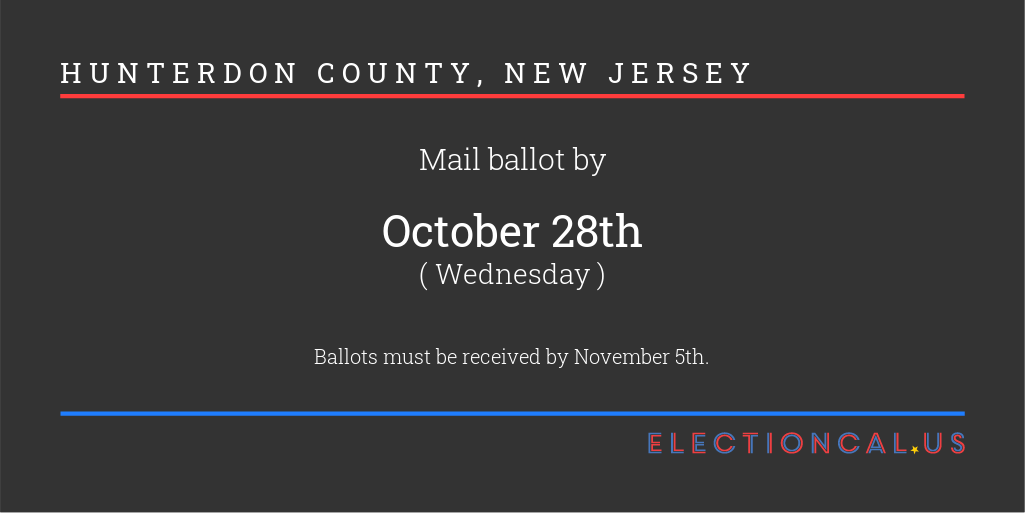 HUNTERDON COUNTY, NEW JERSEY
Mail ballot by
October 28th
( Wednesday )
Ballots must be received by November 5th.
ELECTIONCAL.US